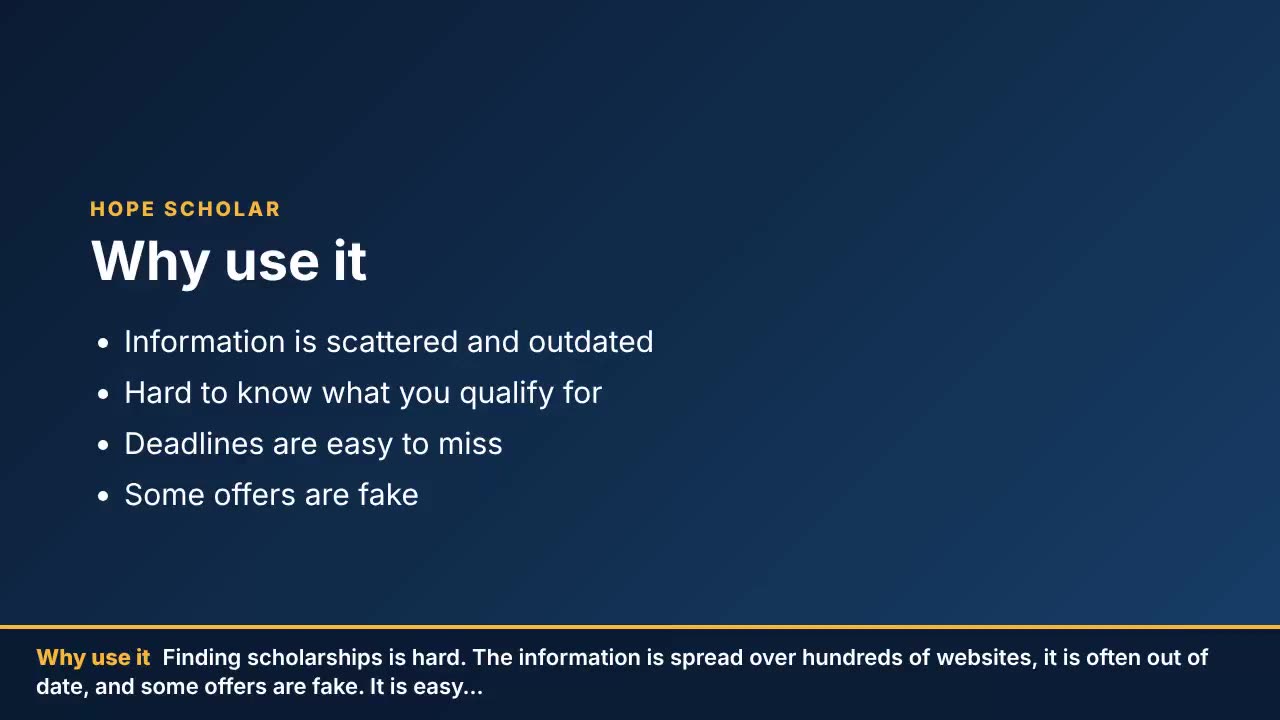 HOPE SCHOLAR
Why use it
• Information is scattered and outdated
• Hard to know what you qualify for
• Deadlines are easy to miss
• Some offers are fake
Why use it Finding scholarships is hard. The information is spread over hundreds of websites, it is often out of
date, and some offers are fake. It is easy...